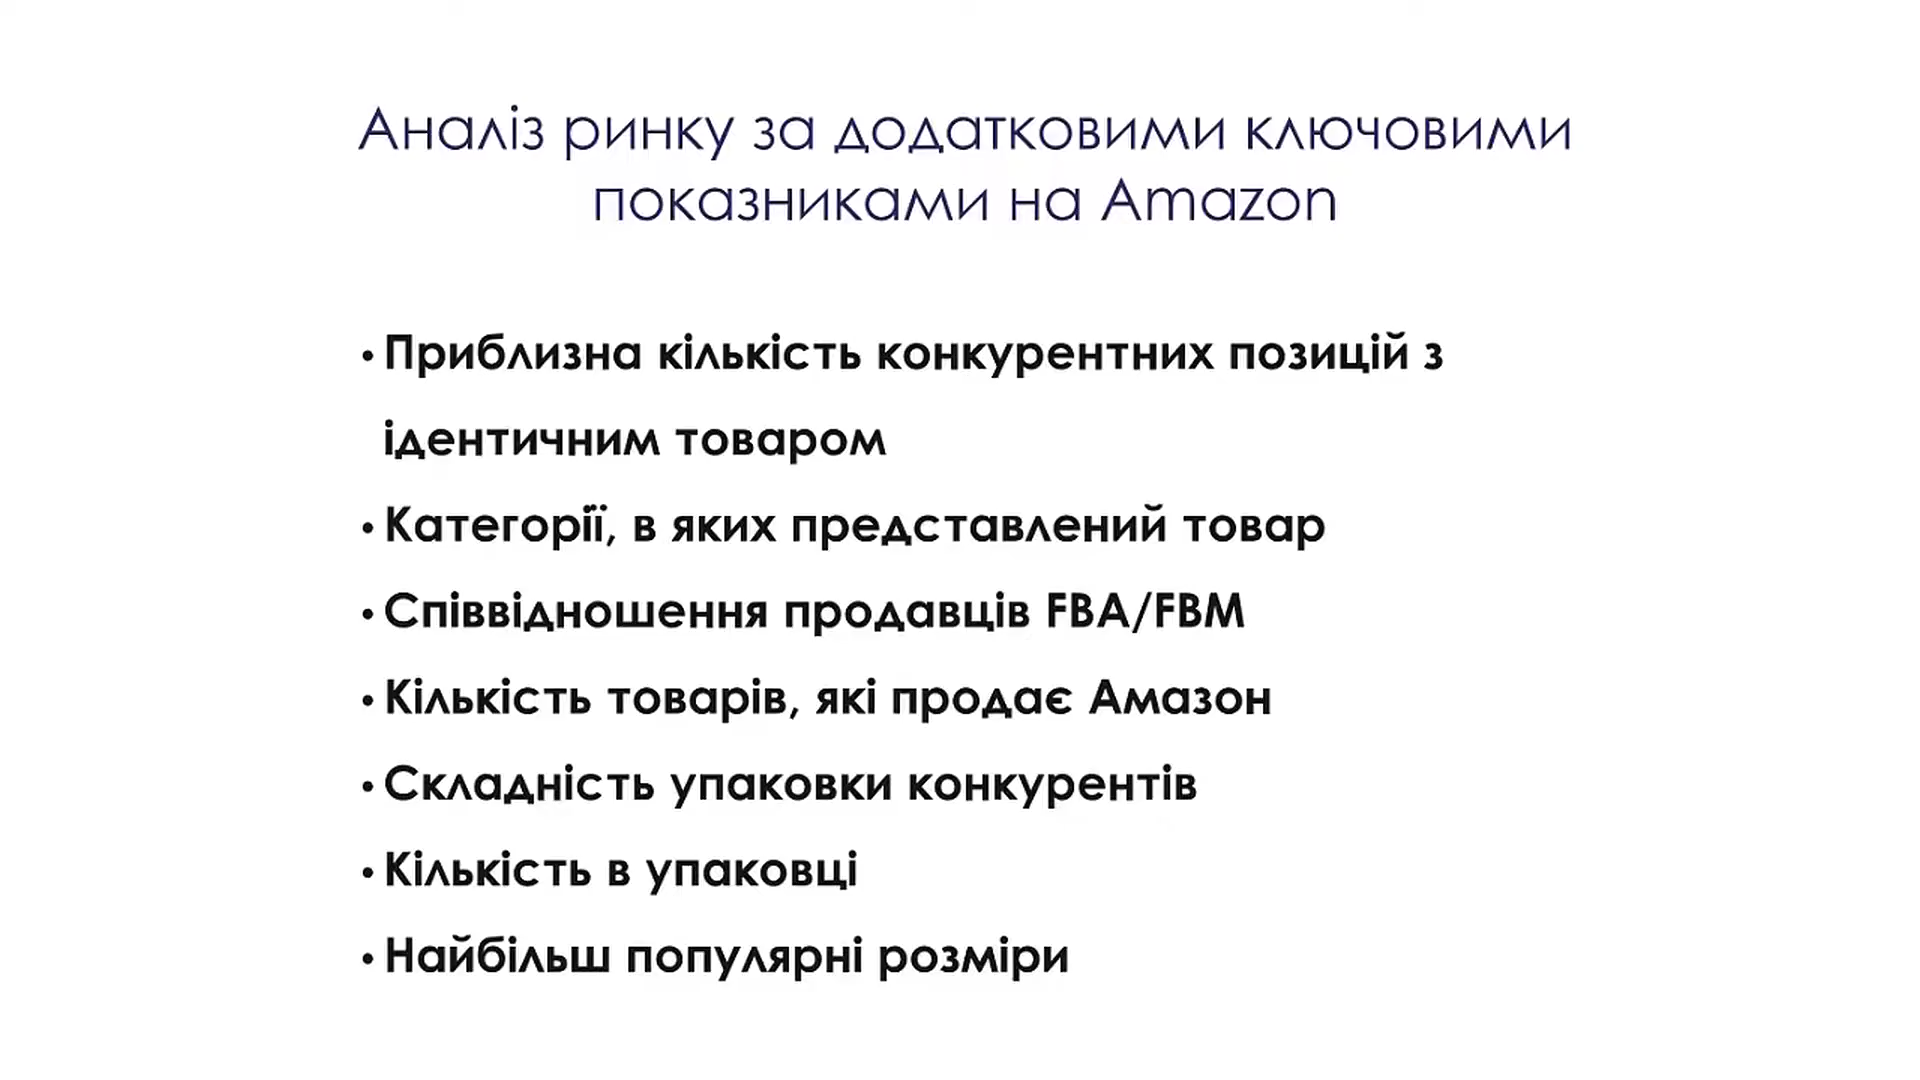 Аналіз ринку за додатковими ключовими
показниками на Amazon
• Приблизна кількість конкурентних позицій з
ідентичним товаром
• Категорії, в яких представлений товар
• Співвідношення продавців FBA/FBM
• Кількість товарів, які продає Амазон
• Складність упаковки конкурентів
• Кількість в упаковці
• Найбільш популярні розміри